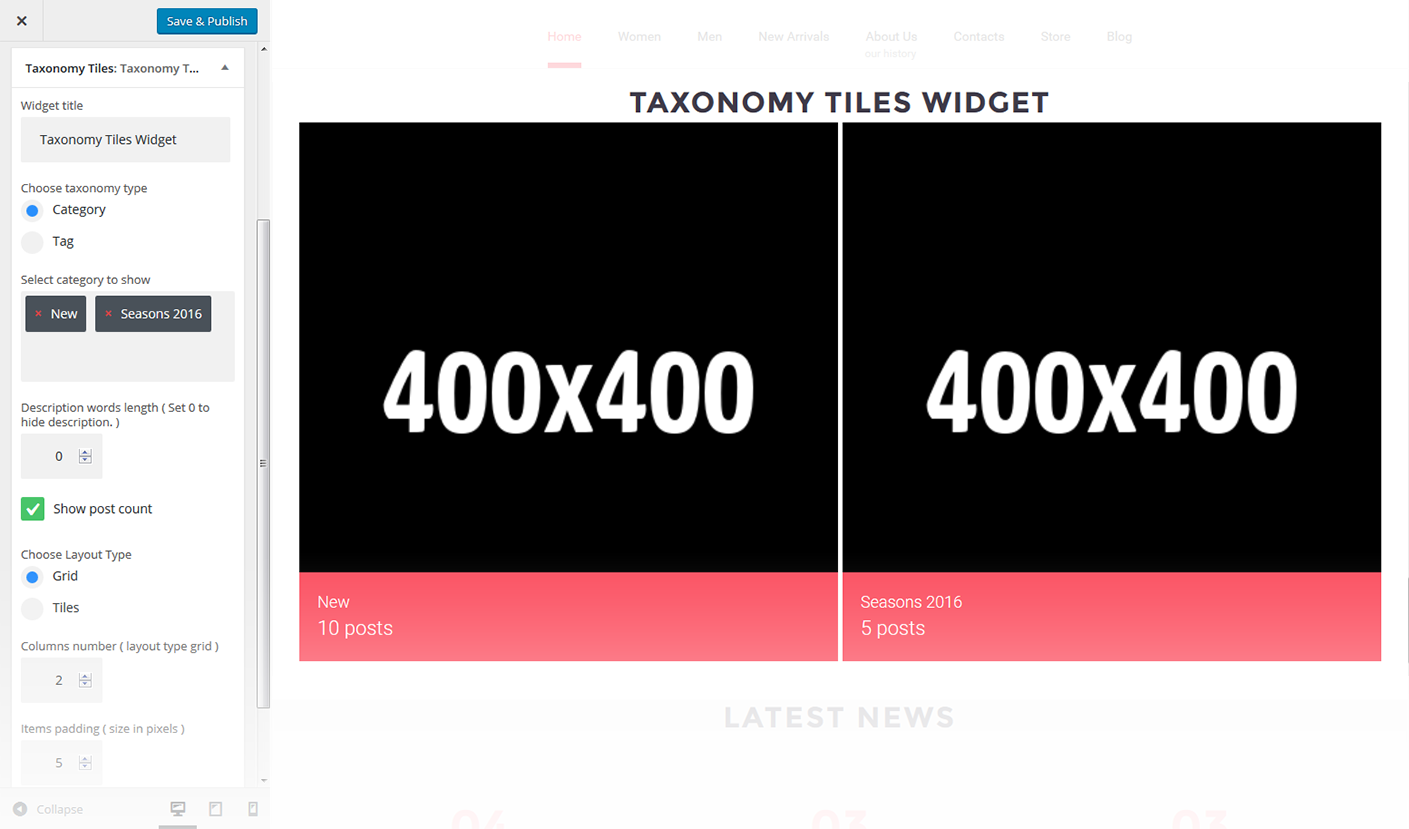 Save & Publish
Taxonomy Tiles: Taxonomy T...
Widget title
Taxonomy Tiles Widget
Choose taxonomy type
Category
Tag
Select category to show
× New × Seasons 2016
Description words length ( Set 0 to
hide description. )
0
Show post count
Choose Layout Type
Grid
Tiles
Columns number ( layout type grid )
2
Items padding ( size in pixels )
5
Collapse
Home Women Men New Arrivals About Us Contacts Store Blog
our history
TAXONOMY TILES WIDGET
400x400
New
10 posts
400x400
Seasons 2016
5 posts
LATEST NEWS
04 03 03